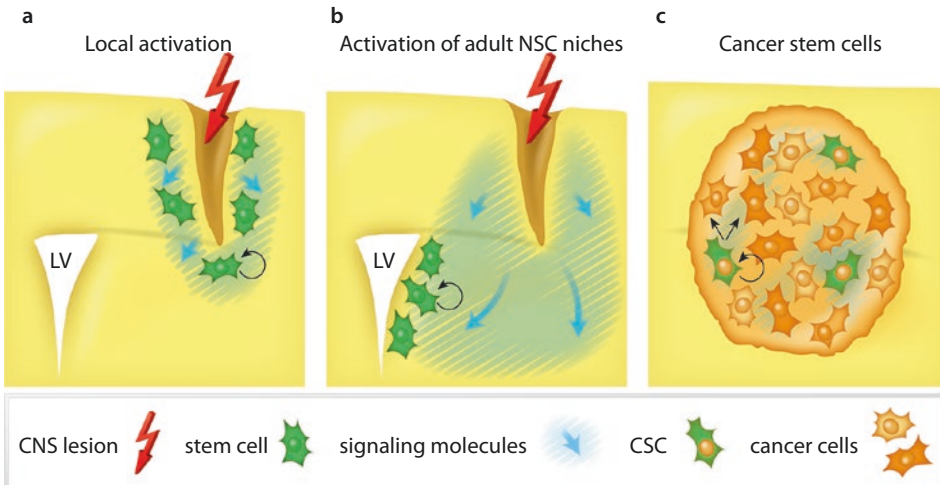 a
Local activation
b
Activation of adult NSC niches
c
Cancer stem cells
LV
LV
CNS lesion
stem cell
signaling molecules
CSC
cancer cells